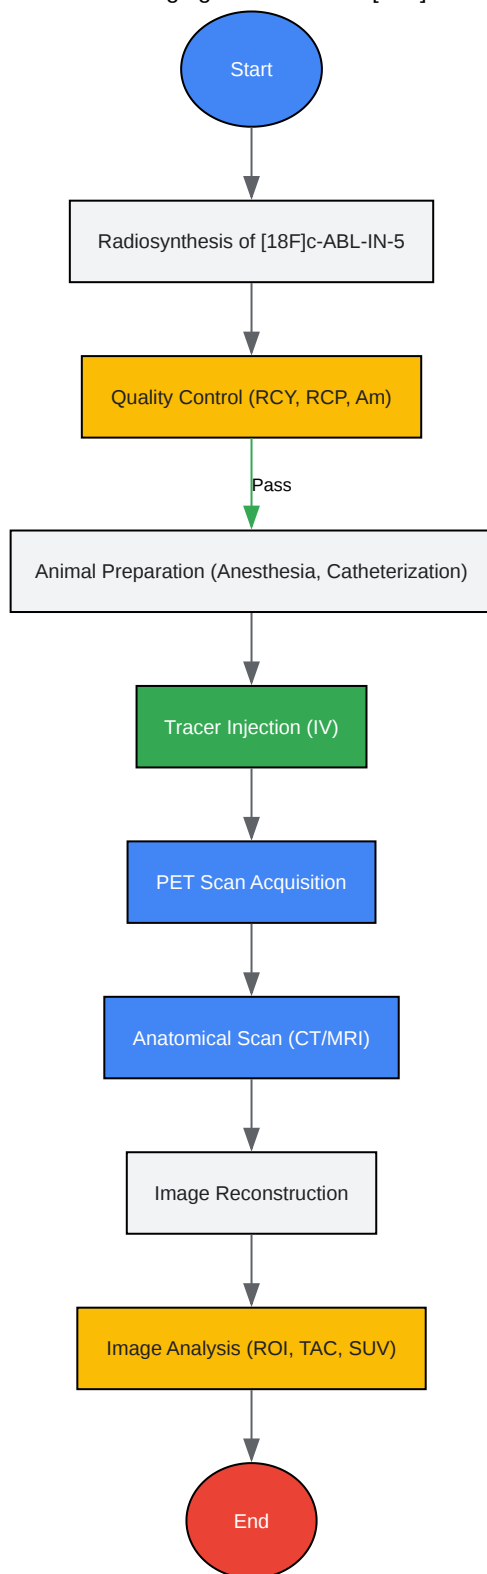 Start
Radiosynthesis of [18F]c-ABL-IN-5
Quality Control (RCY, RCP, Am)
Pass
Animal Preparation (Anesthesia, Catheterization)
Tracer Injection (IV)
PET Scan Acquisition
Anatomical Scan (CT/MRI)
Image Reconstruction
Image Analysis (ROI, TAC, SUV)
End